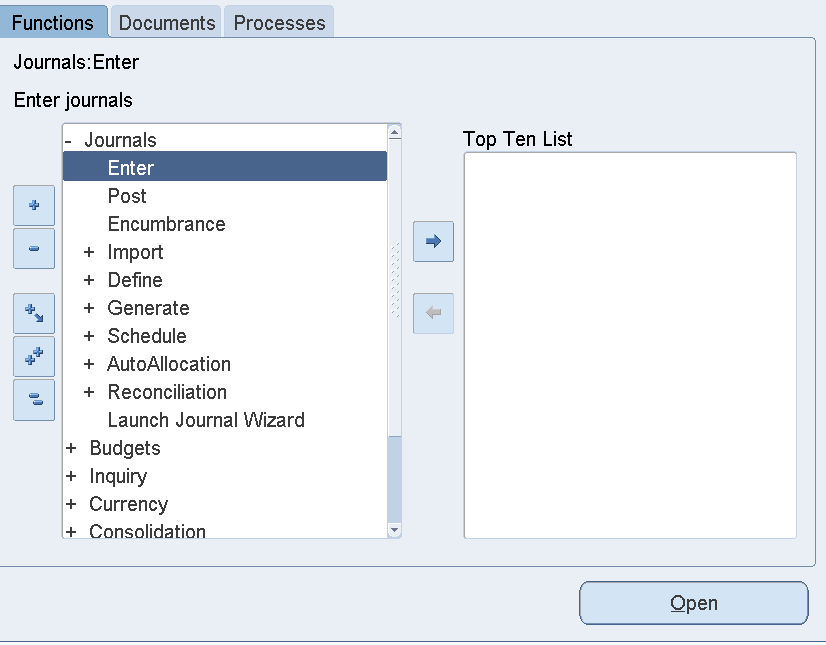 Functions Documents Processes
Journals:Enter
Enter journals
- Journals
Enter
Post
Encumbrance
+ Import
+ Define
+ Generate
+ Schedule
+ AutoAllocation
+ Reconciliation
Launch Journal Wizard
+ Budgets
+ Inquiry
+ Currency
+ Consolidation
Top Ten List
Open